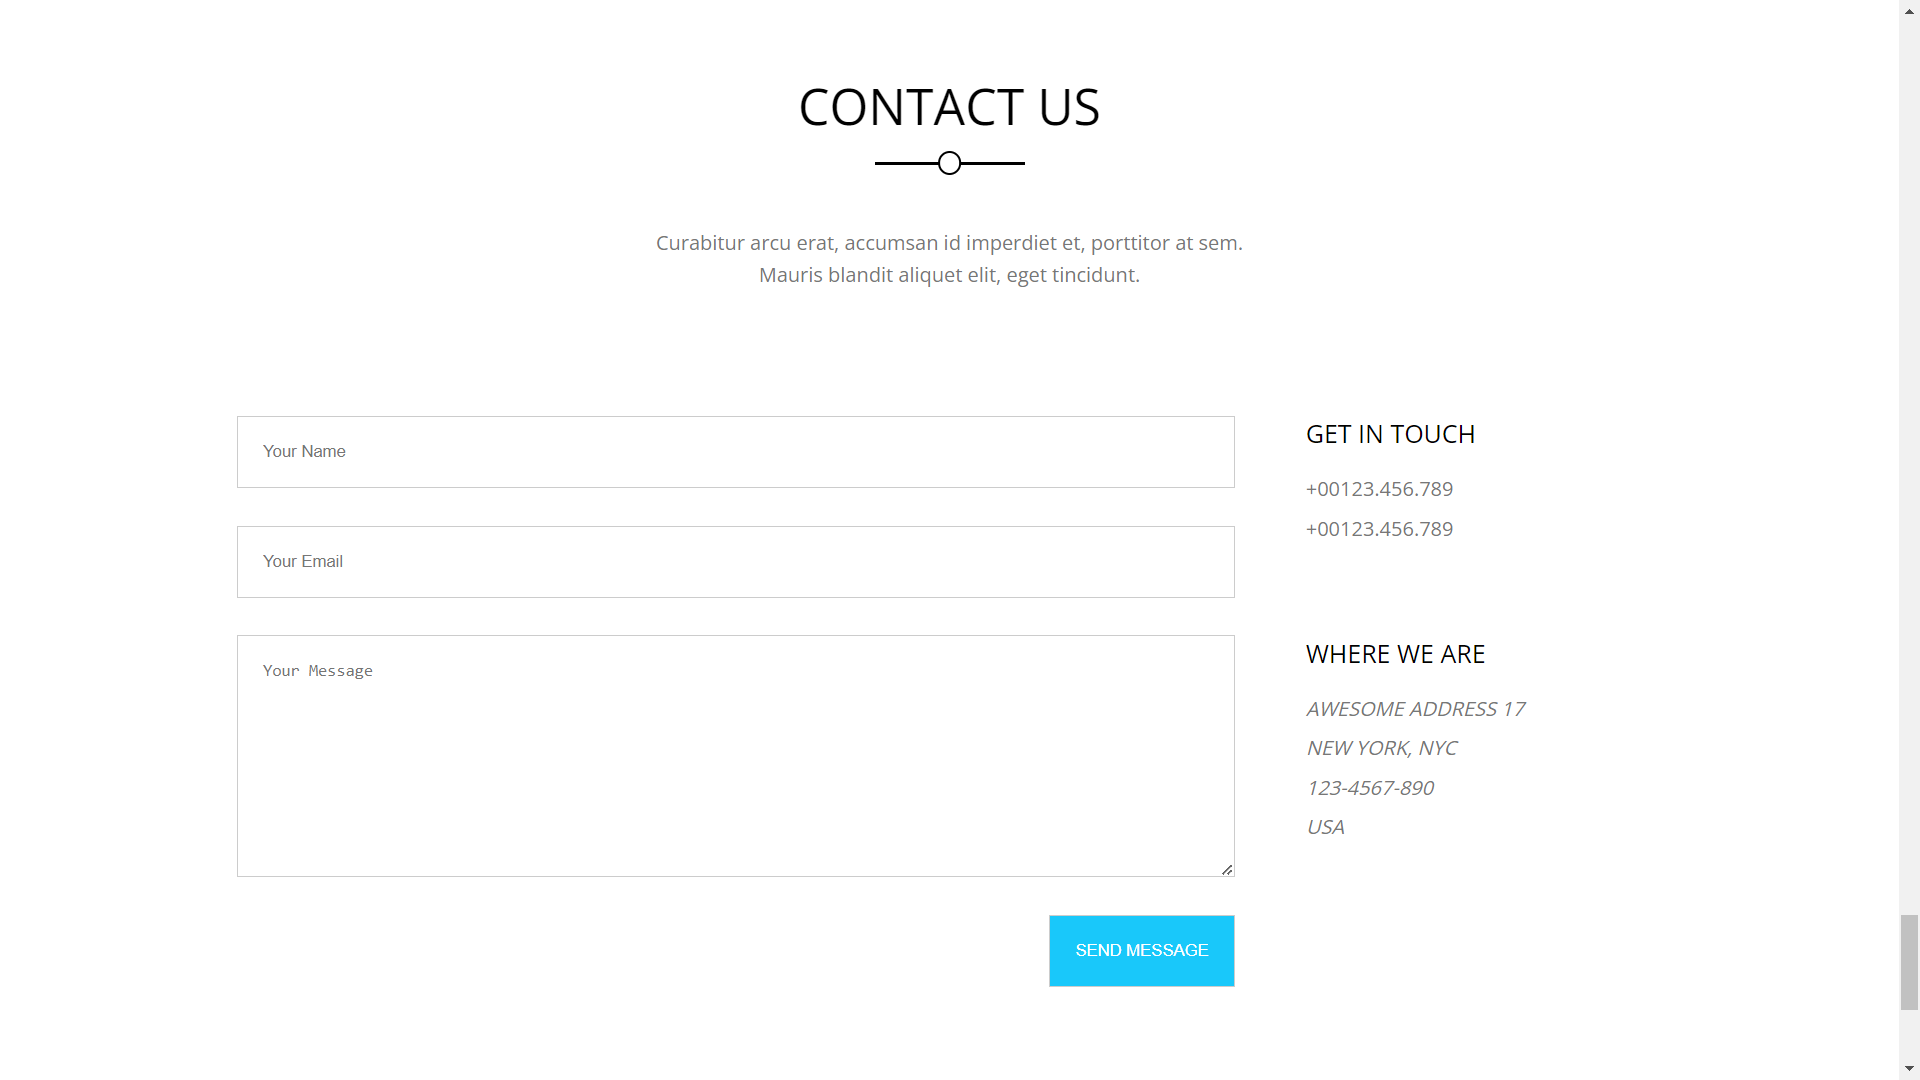 CONTACT US
Curabitur arcu erat, accumsan id imperdiet et, porttitor at sem.
Mauris blandit aliquet elit, eget tincidunt.
Your Name
Your Email
Your Message
SEND MESSAGE
GET IN TOUCH
+00123.456.789
+00123.456.789
WHERE WE ARE
AWESOME ADDRESS 17
NEW YORK, NYC
123-4567-890
USA